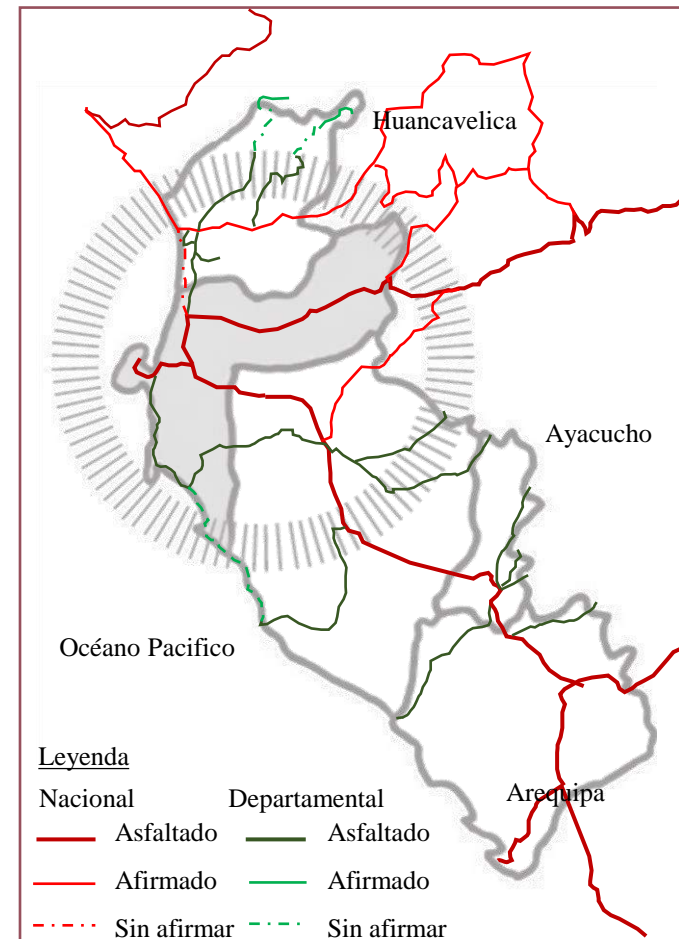 Huancavelica
Ayacucho
Océano Pacifico
Arequipa
Leyenda
Nacional Departamental
Asfaltado Asfaltado
Afirmado Afirmado
Sin afirmar Sin afirmar